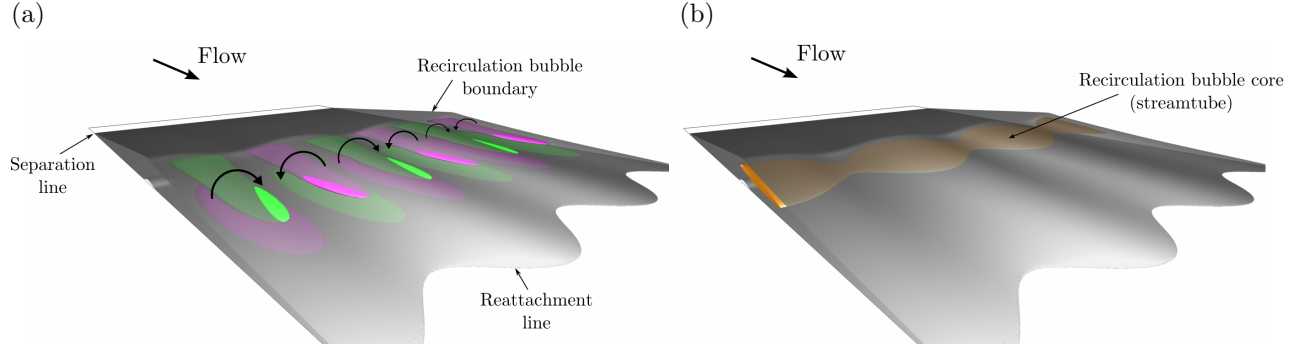 (a)
Flow
Recirculation bubble
boundary
Separation
line
Reattachment
line
(b)
Flow
Recirculation bubble core
(streamtube)